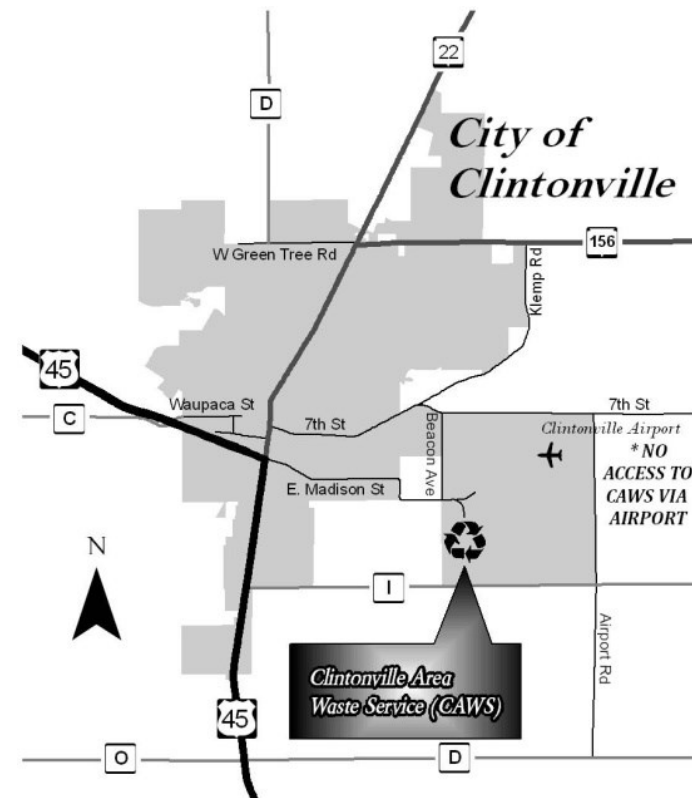 22
D
City of
Clintonville
W Green Tree Rd
156
Klemp Rd
45
Waupaca St
C
7th St
7th St
Beacon Ave
Clintonville Airport
* NO
ACCESS TO
CAWS VIA
AIRPORT
E. Madison St
N
I
Airport Rd
Clintonville Area
Waste Service (CAWS)
45
O
D